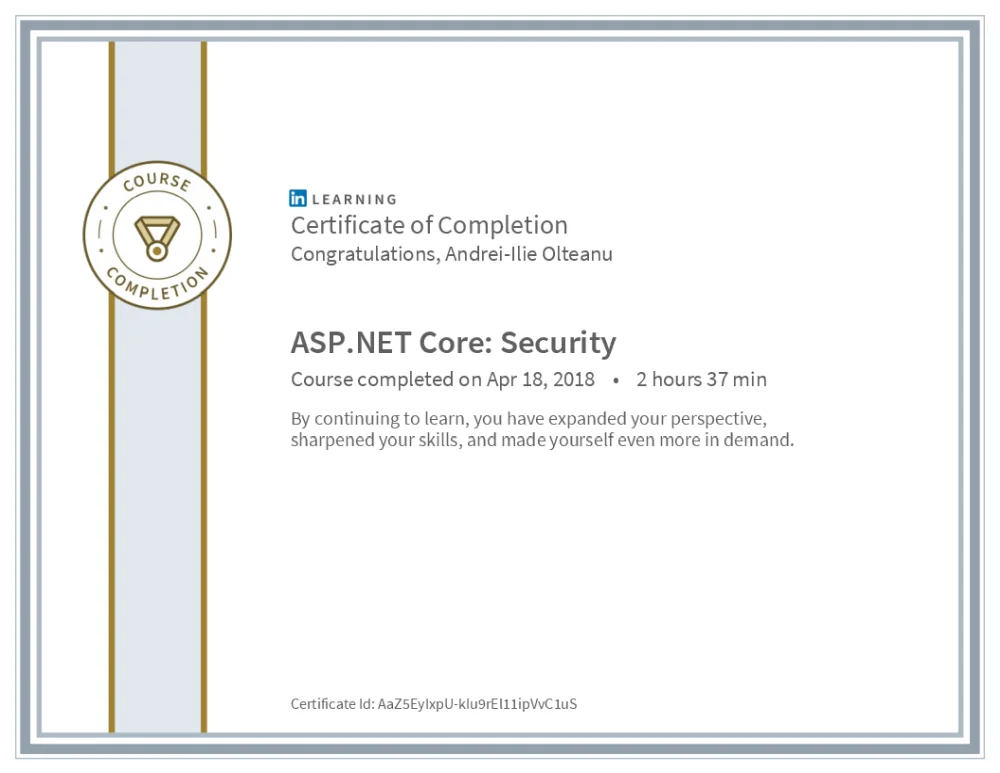 COURSE
COMPLETION
in LEARNING
Certificate of Completion
Congratulations, Andrei-Ilie Olteanu
ASP.NET Core: Security
Course completed on Apr 18, 2018 • 2 hours 37 min
By continuing to learn, you have expanded your perspective,
sharpened your skills, and made yourself even more in demand.
Certificate Id: AaZ5EyIxpU-kIu9rEl11ipVvC1uS